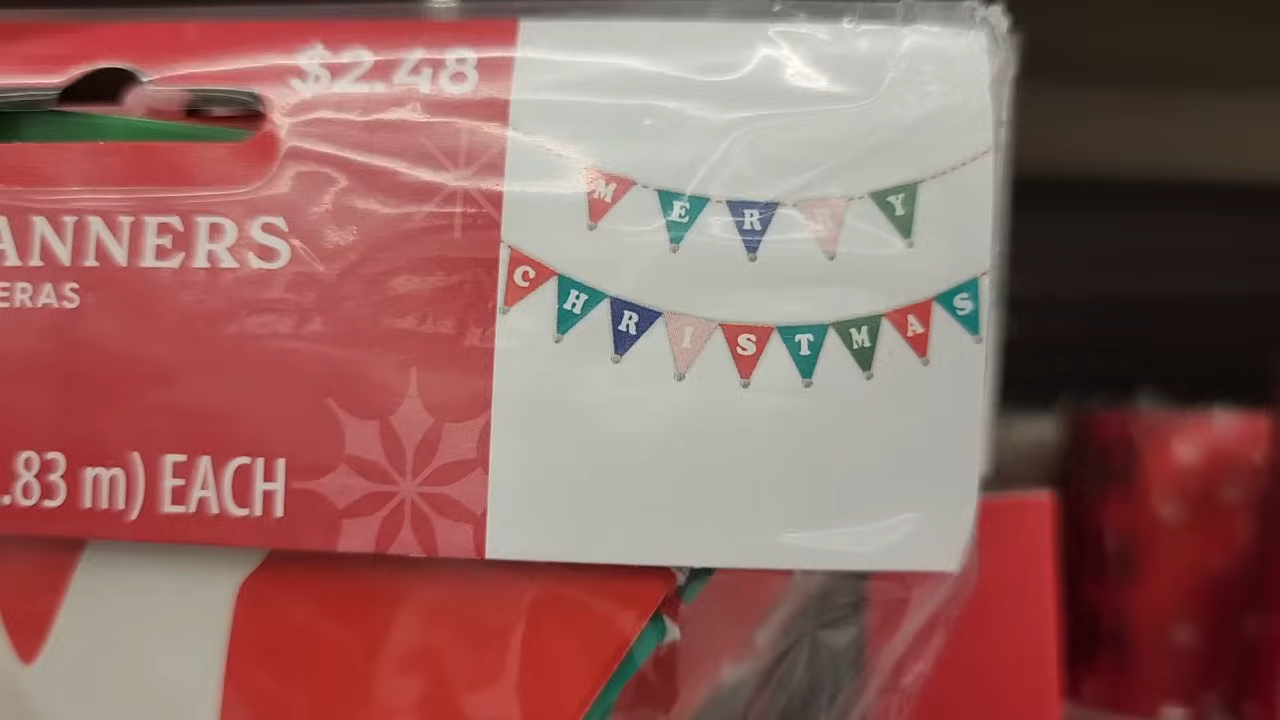 $2.48
ANNERS
ERAS
.83 m) EACH
MERRY
CHRISTMAS